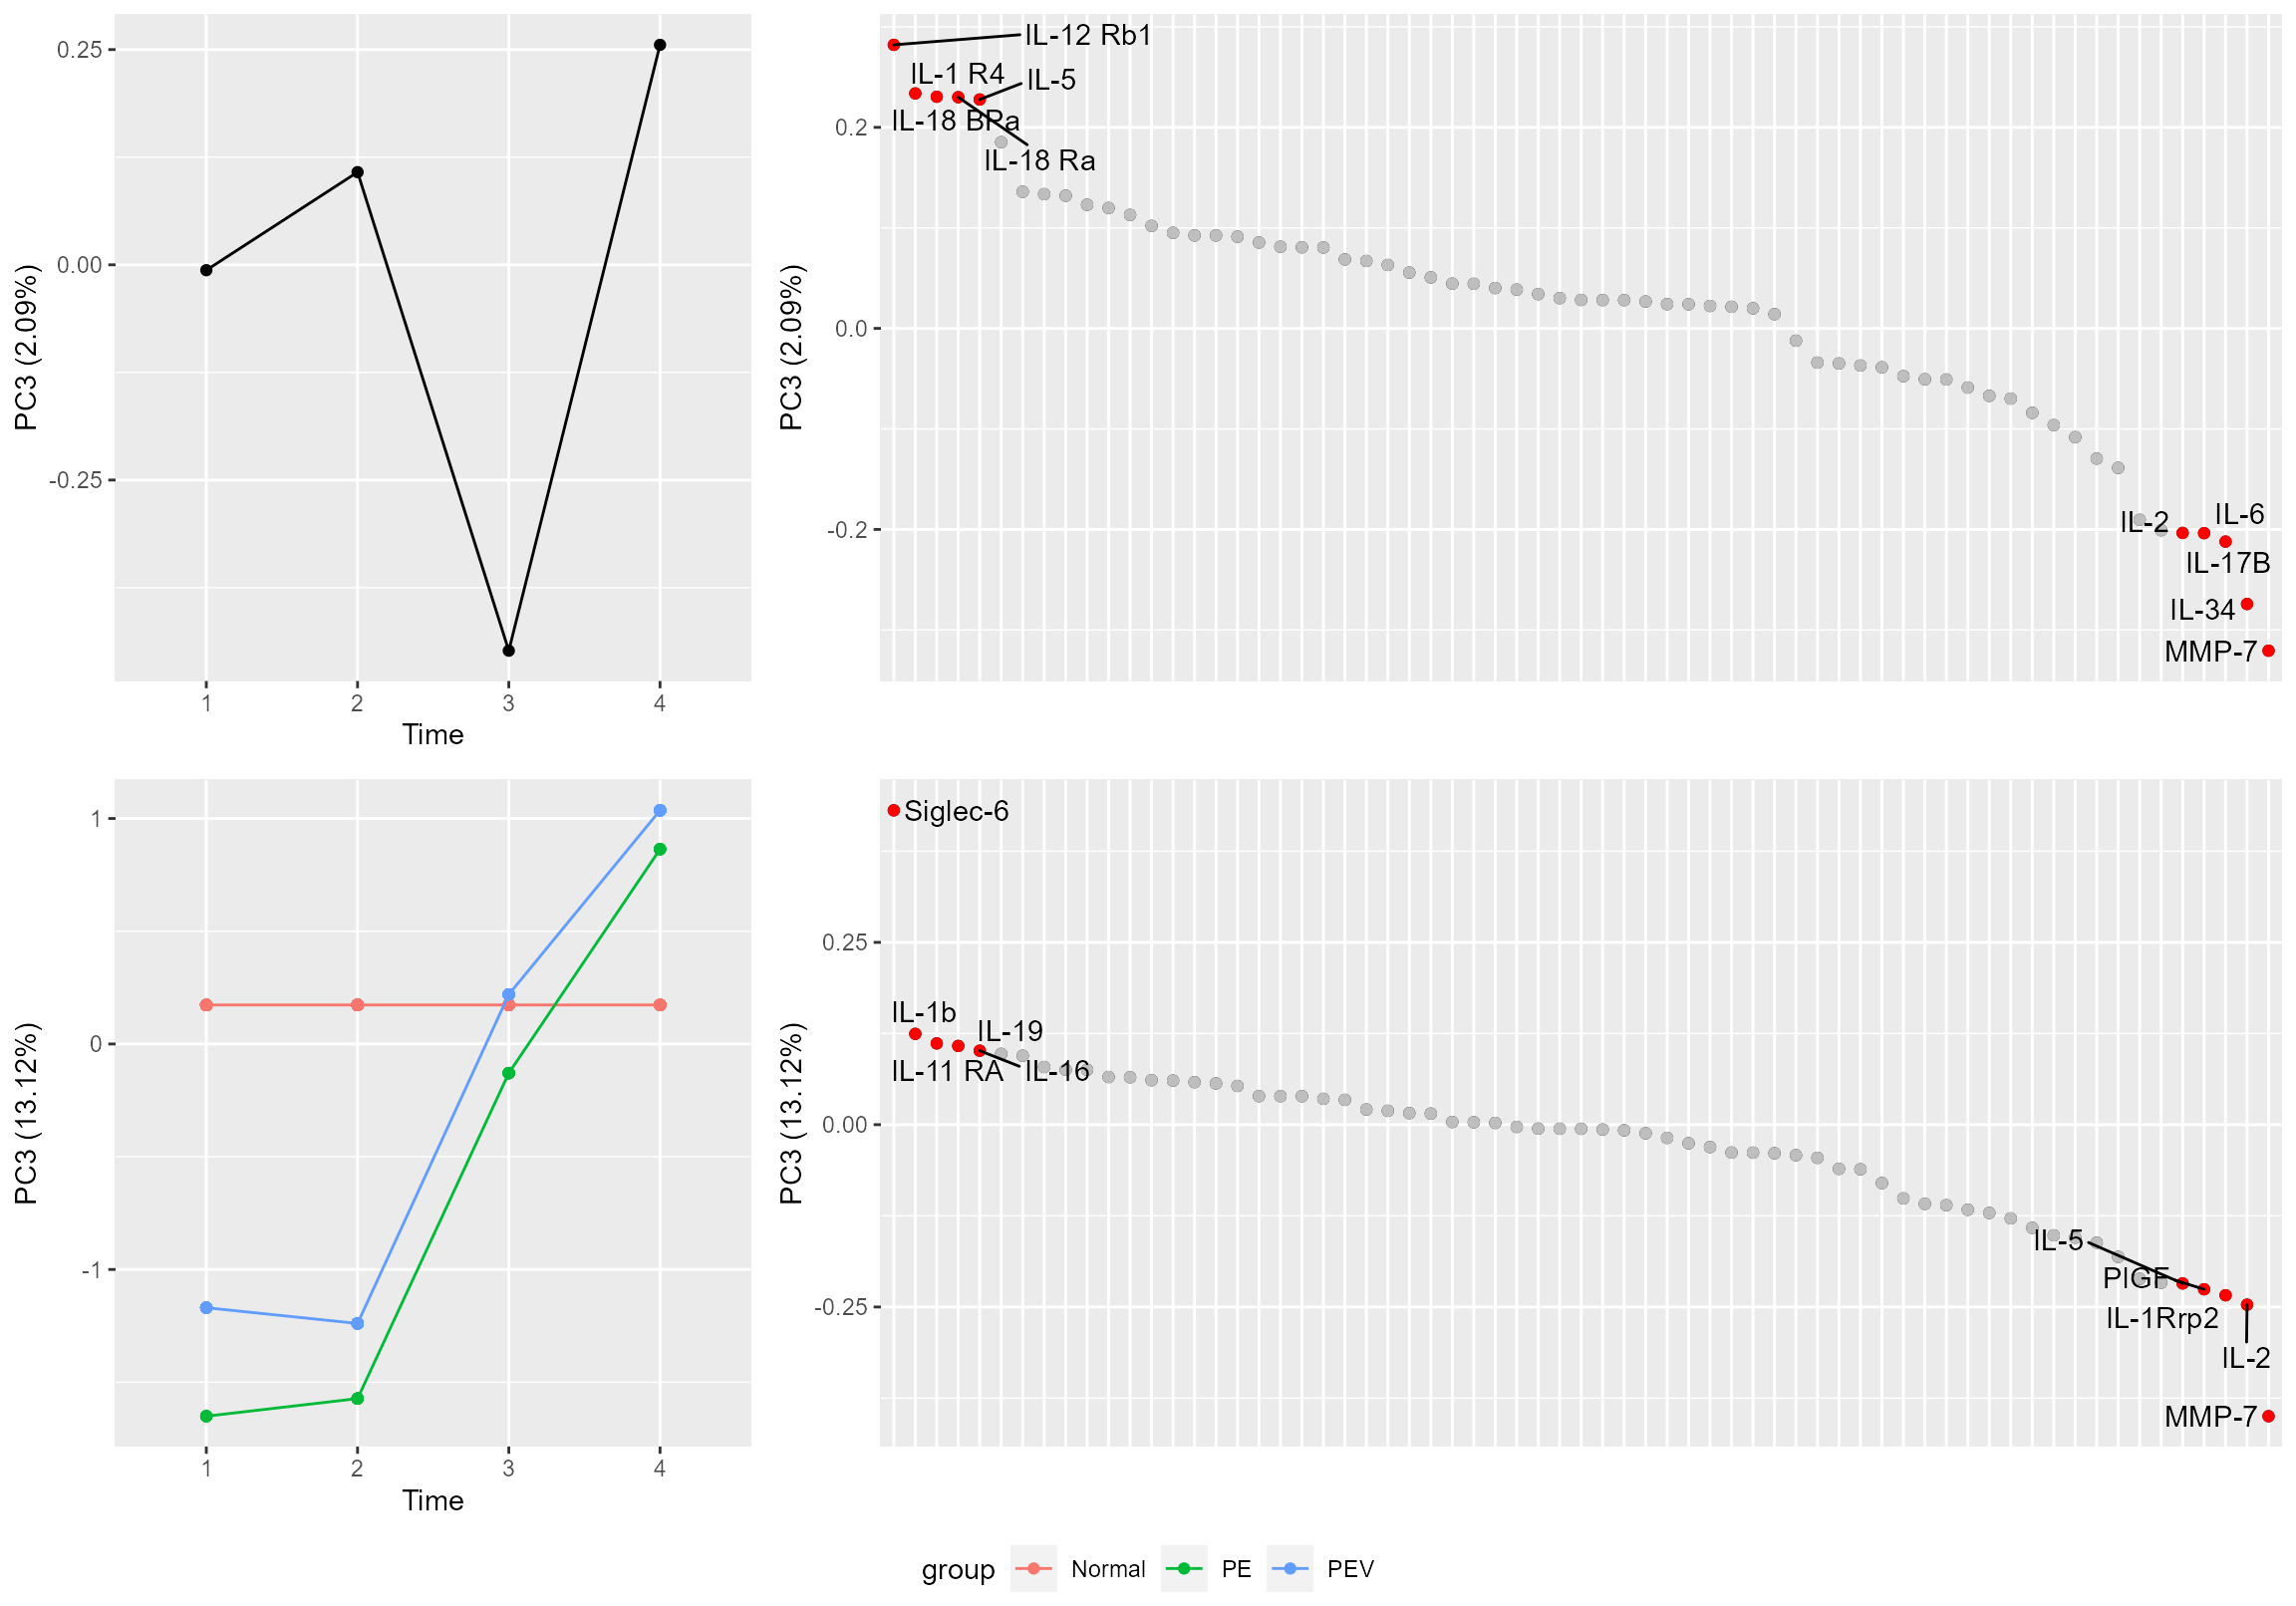 PC3 (2.09%)
0.25
0.00
-0.25
1 2 3 4
Time
PC3 (2.09%)
0.2
0.0
-0.2
IL-12 Rb1
IL-1 R4
IL-5
IL-18 BPa
IL-18 Ra
IL-2
IL-6
IL-17B
IL-34
MMP-7
PC3 (13.12%)
1
0
-1
1 2 3 4
Time
PC3 (13.12%)
0.25
0.00
-0.25
Siglec-6
IL-1b
IL-19
IL-11 RA
IL-16
IL-5
PlGF
IL-1Rrp2
IL-2
MMP-7
group Normal PE PEV